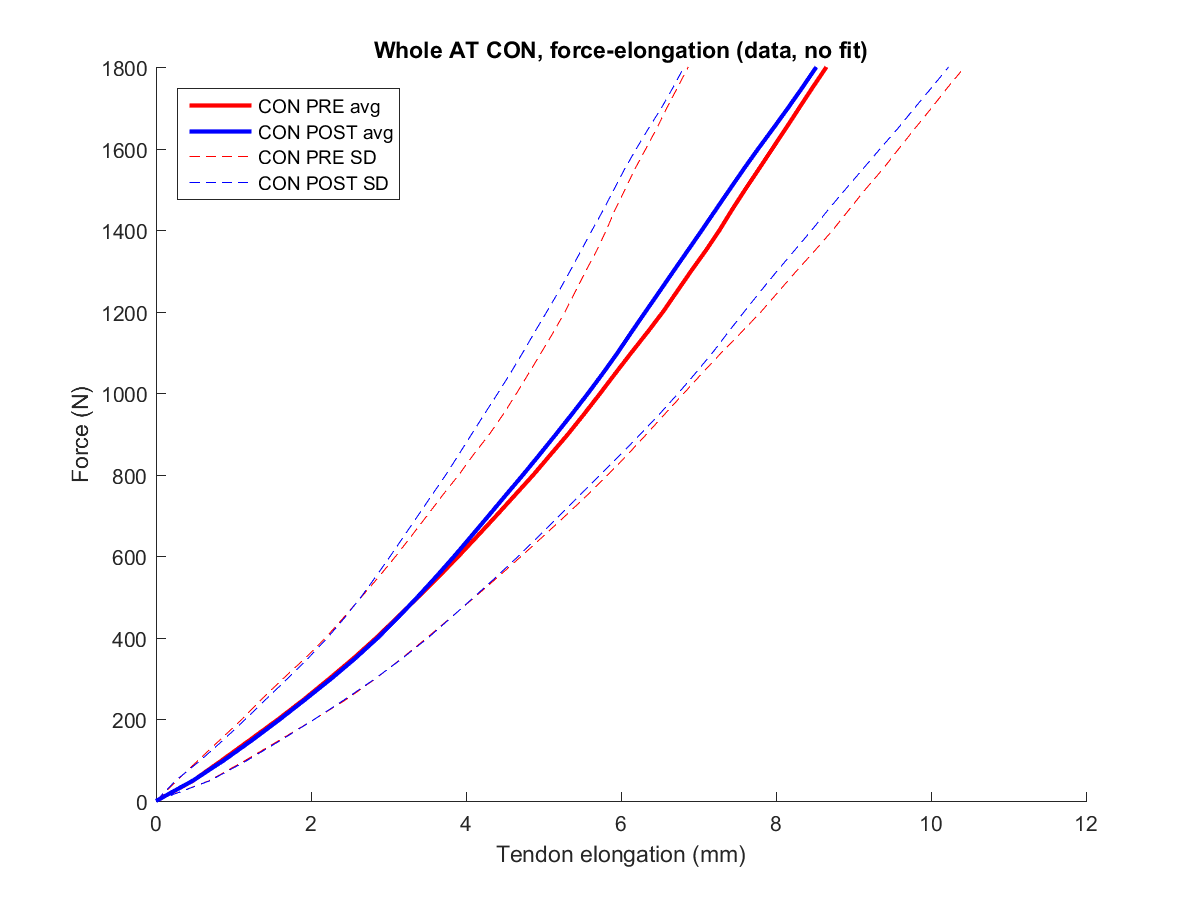 Whole AT CON, force-elongation (data, no fit)
1800
1600
1400
1200
1000
800
600
400
200
0
Force (N)
CON PRE avg
CON POST avg
CON PRE SD
CON POST SD
0 2 4 6 8 10 12
Tendon elongation (mm)